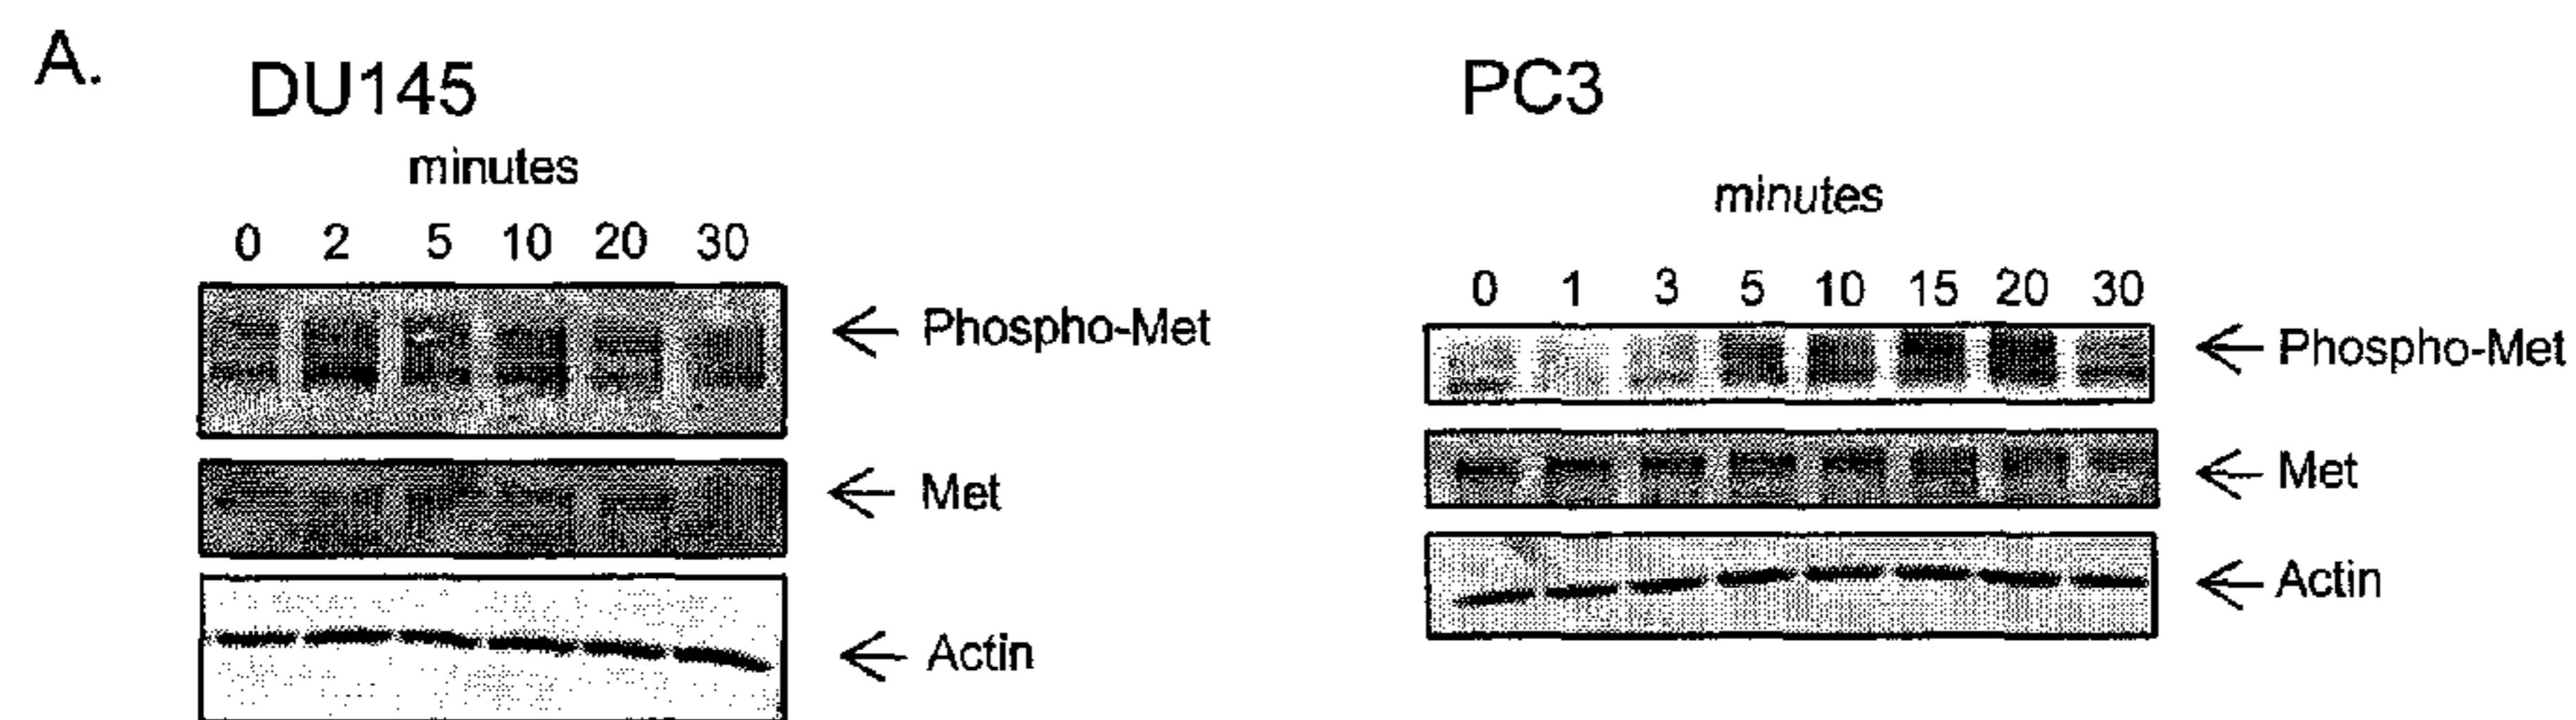 A.
DU145
minutes
0 2 5 10 20 30
Phospho-Met
Met
Actin
PC3
minutes
0 1 3 5 10 15 20 30
Phospho-Met
Met
Actin